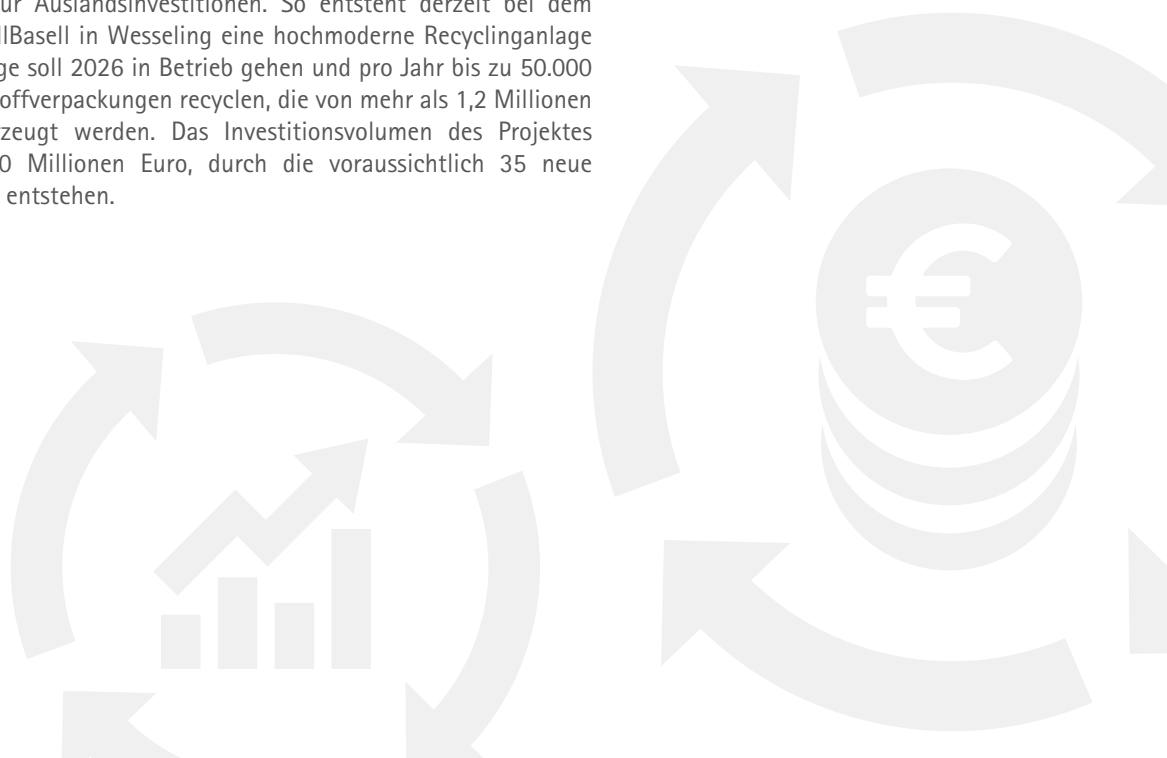 ur Auslandsinvestitionen. So entsteht derzeit bei dem
llBasell in Wesseling eine hochmoderne Recyclinganlage
ge soll 2026 in Betrieb gehen und pro Jahr bis zu 50.000
offverpackungen recyclen, die von mehr als 1,2 Millionen
zeugt werden. Das Investitionsvolumen des Projektes
0 Millionen Euro, durch die voraussichtlich 35 neue
entstehen.
€